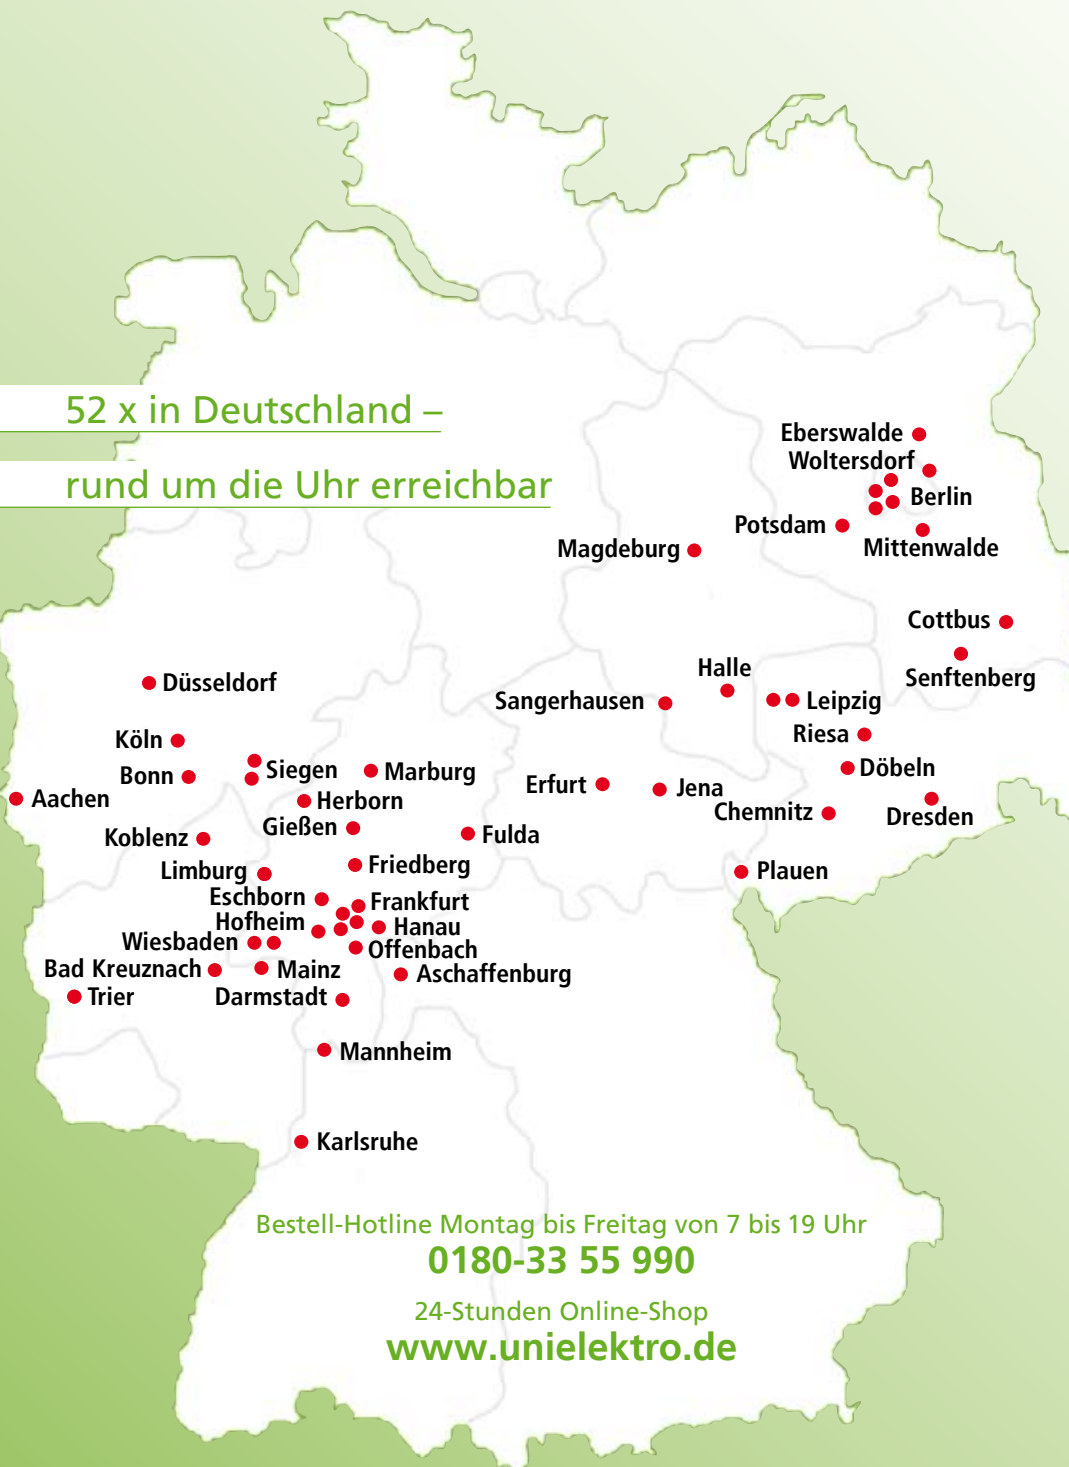 52 x in Deutschland –
rund um die Uhr erreichbar
Eberswalde
Woltersdorf
Berlin
Potsdam
Mittenwalde
Magdeburg
Cottbus
Senftenberg
Halle
Sangerhausen
Leipzig
Riesa
Döbeln
Düsseldorf
Köln
Bonn
Siegen
Marburg
Erfurt
Jena
Aachen
Herborn
Chemnitz
Dresden
Gießen
Koblenz
Fulda
Limburg
Friedberg
Plauen
Eschborn
Frankfurt
Hofheim
Hanau
Wiesbaden
Offenbach
Bad Kreuznach
Mainz
Aschaffenburg
Trier
Darmstadt
Mannheim
Karlsruhe
Bestell-Hotline Montag bis Freitag von 7 bis 19 Uhr
0180-33 55 990
24-Stunden Online-Shop
www.unielektro.de